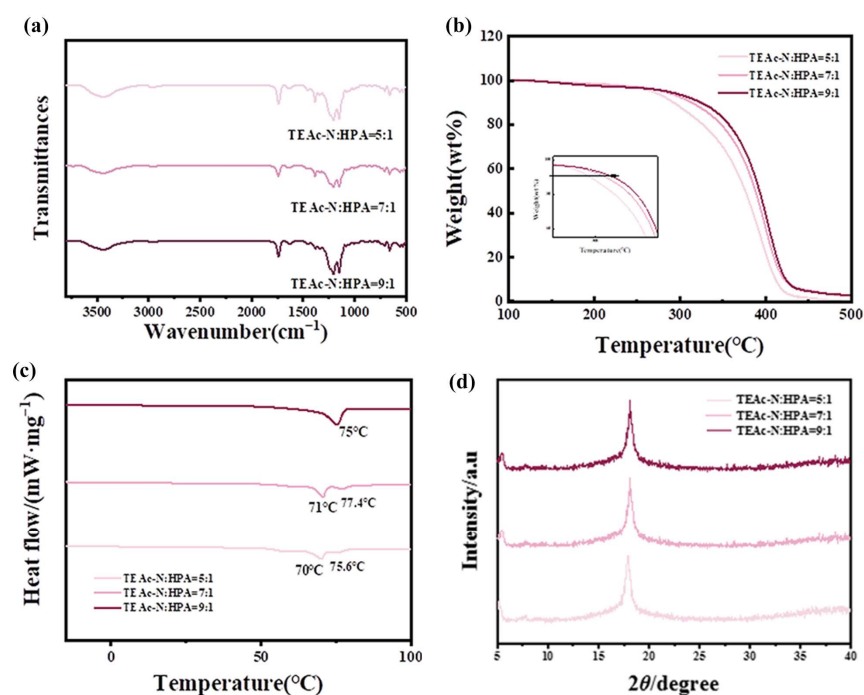 (a)
Transmittances
TEAc-N:HPA=5:1
TEAc-N:HPA=7:1
TEAc-N:HPA=9:1
3500 3000 2500 2000 1500 1000 500
Wavenumber(cm⁻¹)
(b)
Weight(wt%)
120
100
80
60
40
20
0
TEAc-N:HPA=5:1
TEAc-N:HPA=7:1
TEAc-N:HPA=9:1
Weight(wt%)
Temperature(°C)
100 200 300 400 500
Temperature(°C)
(c)
Heat flow/(mW·mg⁻¹)
75°C
71°C 77.4°C
70°C 75.6°C
TEAc-N:HPA=5:1
TEAc-N:HPA=7:1
TEAc-N:HPA=9:1
0 50 100
Temperature(°C)
(d)
Intensity/a.u
TEAc-N:HPA=5:1
TEAc-N:HPA=7:1
TEAc-N:HPA=9:1
5 10 15 20 25 30 35 40
2θ/degree